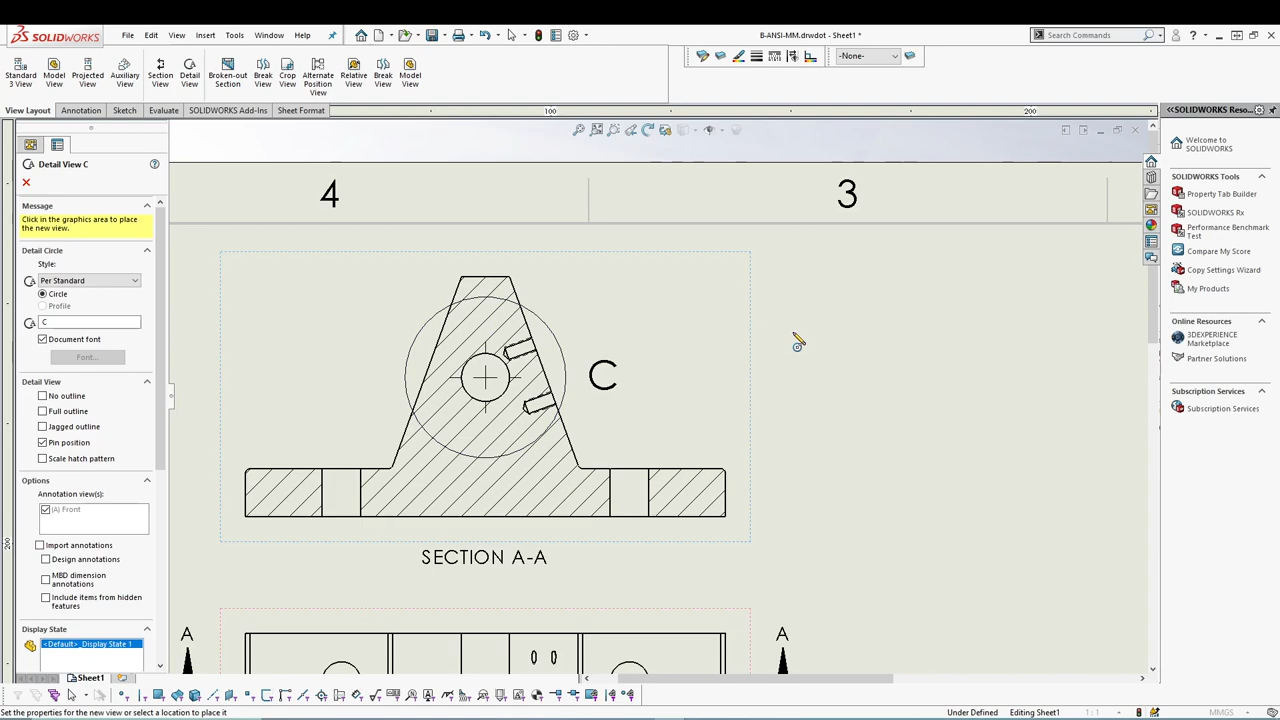 SOLIDWORKS
File
Edit
View
Insert
Tools
Window
Help
B-ANSI-MM.drwdot - Sheet1 *
Search Commands
Standard 3 View
Model View
Projected View
Auxiliary View
Section View
Detail View
Broken-out Section
Break View
Crop View
Alternate Position View
Relative View
Break View
Model View
-None-
View Layout
Annotation
Sketch
Evaluate
SOLIDWORKS Add-Ins
Sheet Format
100
200
Detail View C
Message
Click in the graphics area to place
the new view.
Detail Circle
Style:
Per Standard
Circle
Profile
C
Document font
Font...
Detail View
No outline
Full outline
Jagged outline
Pin position
Scale hatch pattern
Options
Annotation view(s):
(A) Front
Import annotations
Design annotations
MBD dimension
annotations
Include items from hidden
features
Display State
<Default>_Display State 1
200
4
3
C
SECTION A-A
A
A
SOLIDWORKS Reso...
Welcome to
SOLIDWORKS
SOLIDWORKS Tools
Property Tab Builder
SOLIDWORKS Rx
Performance Benchmark
Test
Compare My Score
Copy Settings Wizard
My Products
Online Resources
3DEXPERIENCE
Marketplace
Partner Solutions
Subscription Services
Subscription Services
Sheet1
Set the properties for the new view or select a location to place it
Under Defined
Editing Sheet1
1 : 1
MMGS